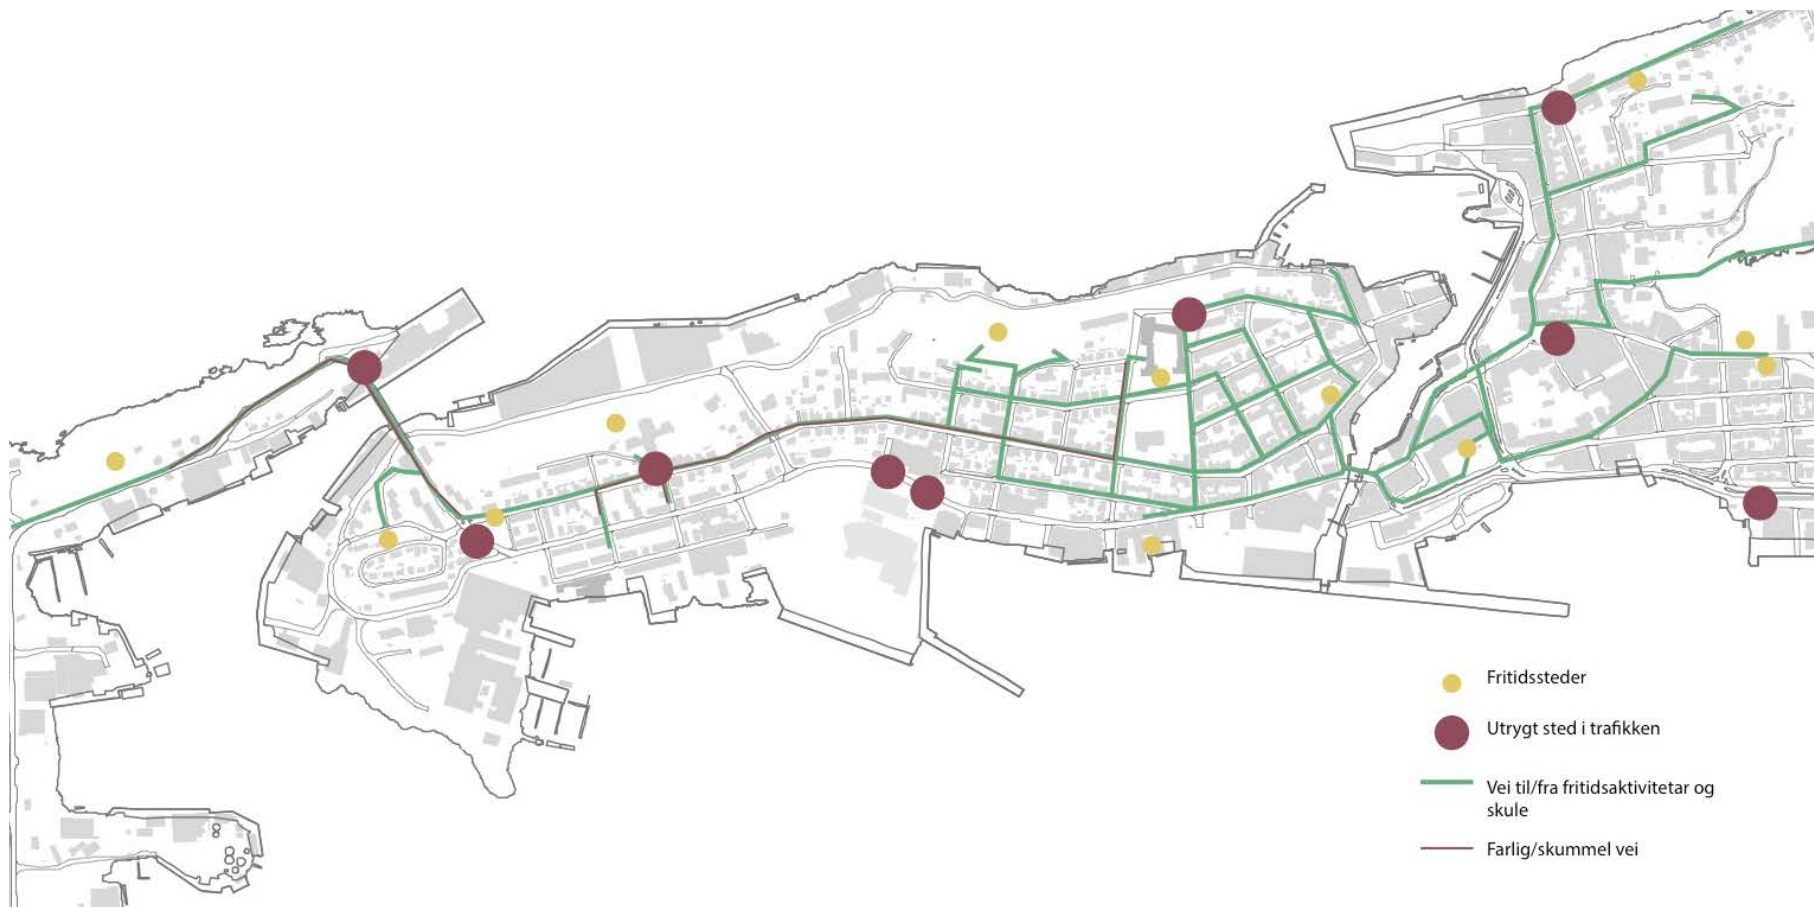 Fritidssteder
Utrygt sted i trafikken
Vei til/fra fritidsaktivitetar og
skule
Farlig/skummel vei